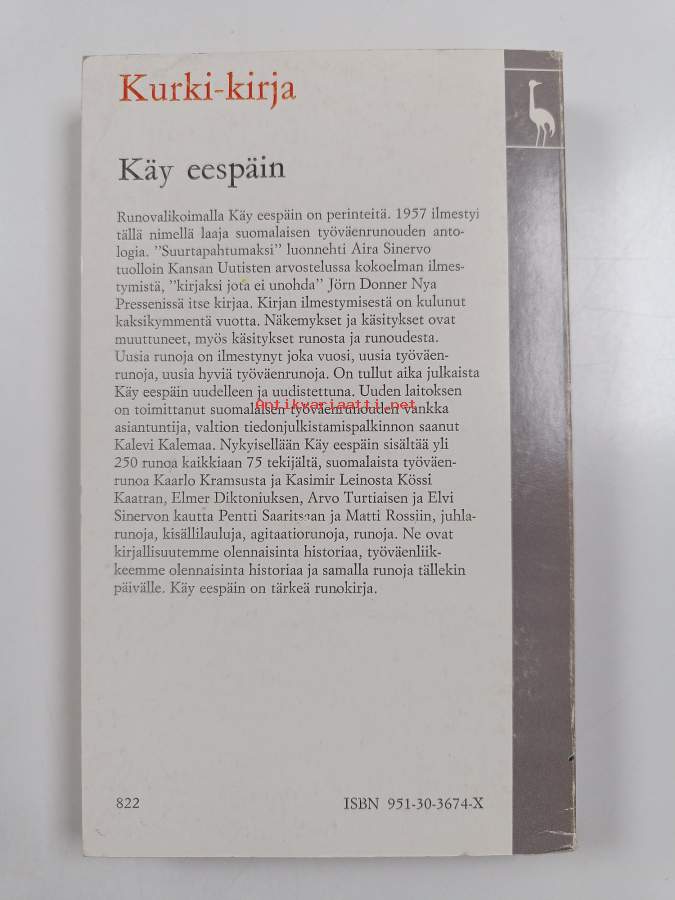 Kurki-kirja
Käy eespäin
Runovalikoimalla Käy eespäin on perinteitä. 1957 ilmestyi
tällä nimellä laaja suomalaisen työväenrunouden anto-
logia. ”Suurtapahtumaksi” luonnehti Aira Sinervo
tuolloin Kansan Uutisten arvostelussa kokoelman ilmes-
tymistä, ”kirjaksi jota ei unohda” Jörn Donner Nya
Pressenissä itse kirjaa. Kirjan ilmestymisestä on kulunut
kaksikymmentä vuotta. Näkemykset ja käsitykset ovat
muuttuneet, myös käsitykset runosta ja runoudesta.
Uusia runoja on ilmestynyt joka vuosi, uusia työväen-
runoja, uusia hyviä työväenrunoja. On tullut aika julkaista
Käy eespäin uudelleen ja uudistettuna. Uuden laitoksen
on toimittanut suomalaisen työväenrunouden vankka
Antikvariaatti.net
asiantuntija, valtion tiedonjulkistamispalkinnon saanut
Kalevi Kalemaa. Nykyisellään Käy eespäin sisältää yli
250 runoa kaikkiaan 75 tekijältä, suomalaista työväen-
runoa Kaarlo Kramsusta ja Kasimir Leinosta Kössi
Kaatran, Elmer Diktoniuksen, Arvo Turtiaisen ja Elvi
Sinervon kautta Pentti Saaritsaan ja Matti Rossiin, juhla-
runoja, kisällilauluja, agitaatiorunoja, runoja. Ne ovat
kirjallisuutemme olennaisinta historiaa, työväenliik-
keemme olennaisinta historiaa ja samalla runoja tällekin
päivälle. Käy eespäin on tärkeä runokirja.
822
ISBN 951-30-3674-X